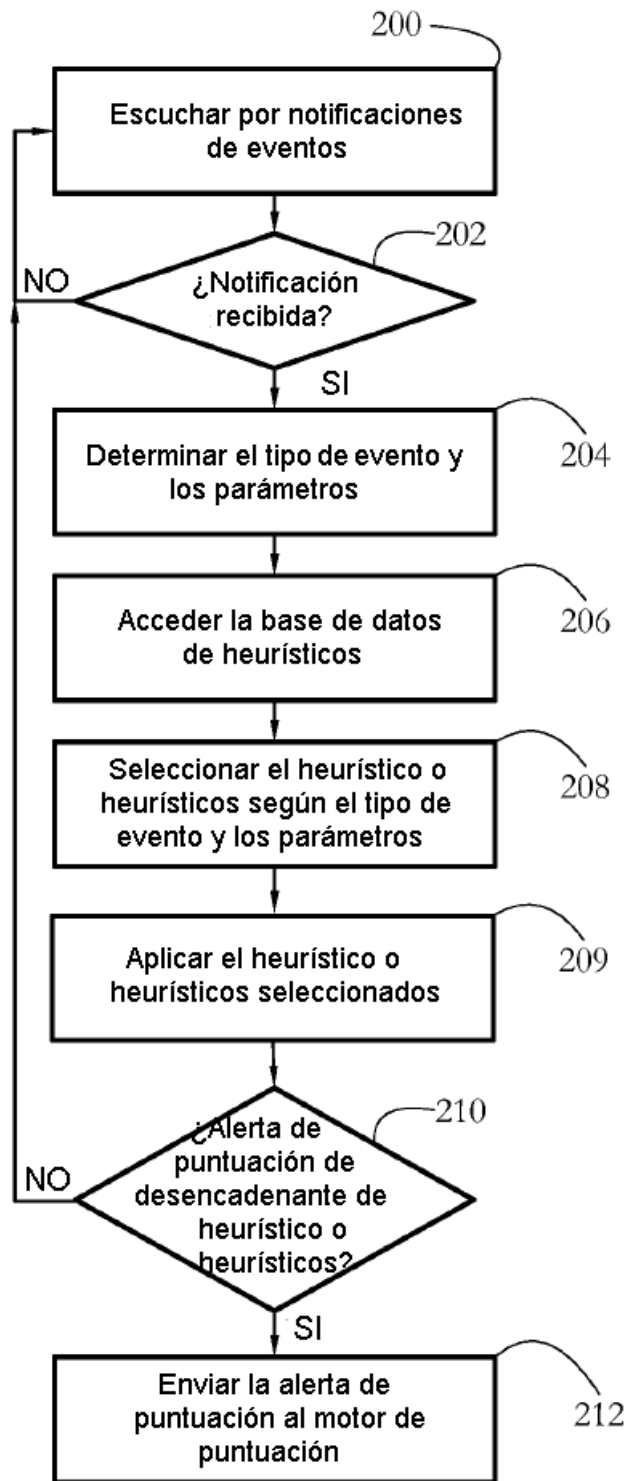 200
Escuchar por notificaciones
de eventos
202
NO
¿Notificación
recibida?
SI
204
Determinar el tipo de evento y
los parámetros
206
Acceder la base de datos
de heurísticos
208
Seleccionar el heurístico o
heurísticos según el tipo de
evento y los parámetros
209
Aplicar el heurístico o
heurísticos seleccionados
210
NO
¿Alerta de
puntuación de
desencadenante de
heurístico o
heurísticos?
SI
212
Enviar la alerta de
puntuación al motor de
puntuación